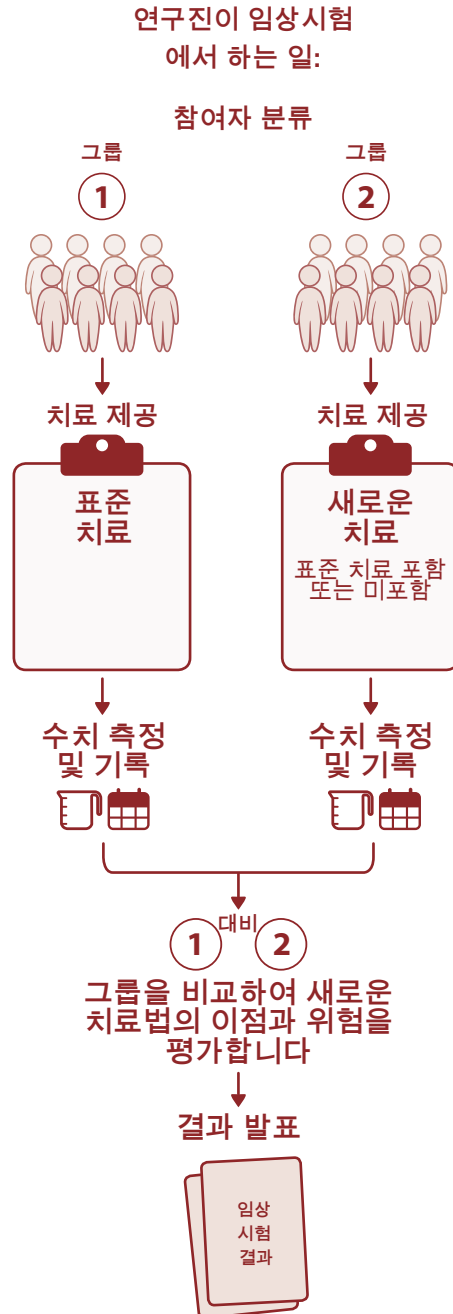 연구진이 임상시험
에서 하는 일:
참여자 분류
그룹
1
치료 제공
표준
치료
수치 측정
및 기록
그룹
2
치료 제공
새로운
치료
표준 치료 포함
또는 미포함
수치 측정
및 기록
1 대비 2
그룹을 비교하여 새로운
치료법의 이점과 위험을
평가합니다
결과 발표
임상
시험
결과